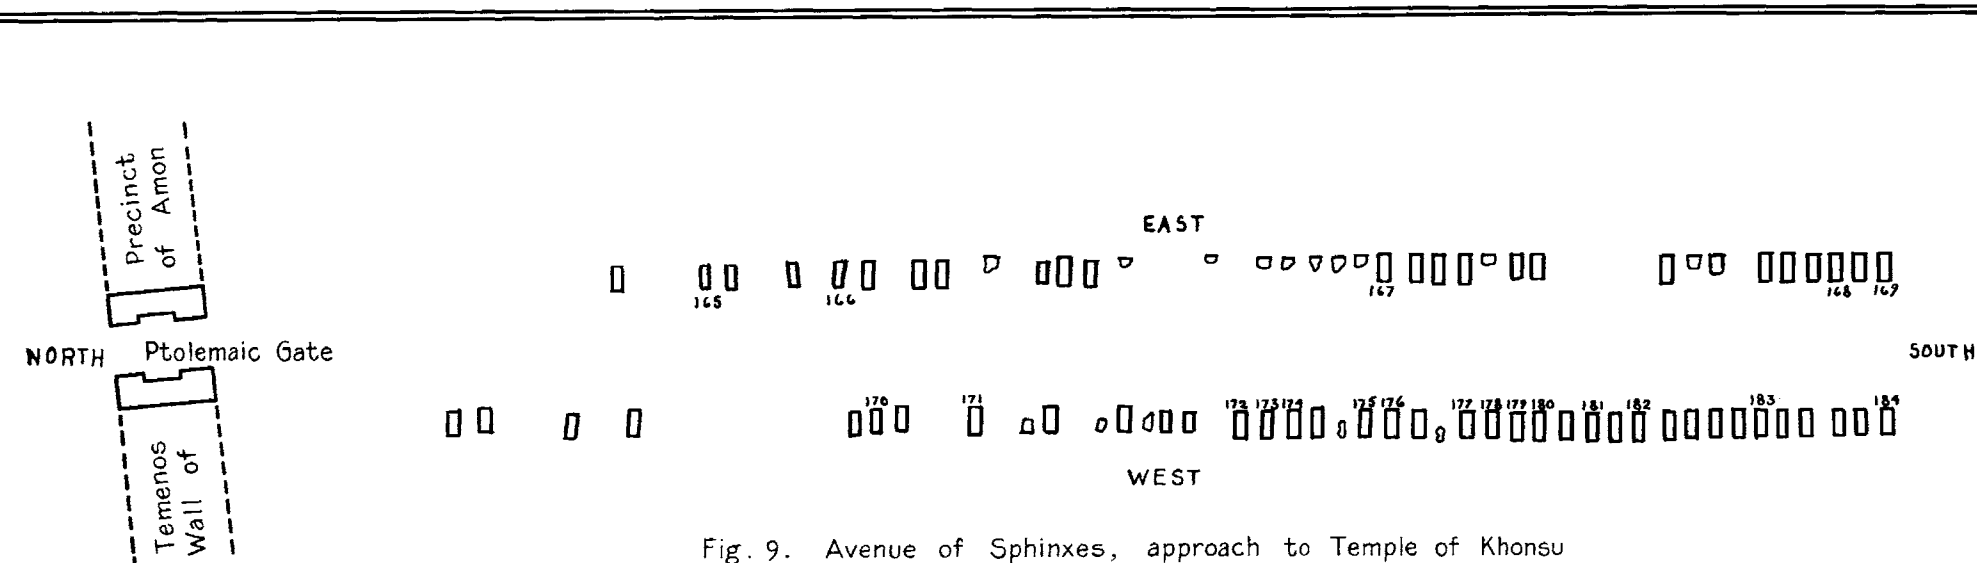 Precinct
of Amon
EAST
165 166 167 168 169
NORTH Ptolemaic Gate SOUTH
170 171 172 173 174 175 176 177 178 179 180 181 182 183 184
Temenos
Wall of
WEST
Fig. 9. Avenue of Sphinxes, approach to Temple of Khonsu